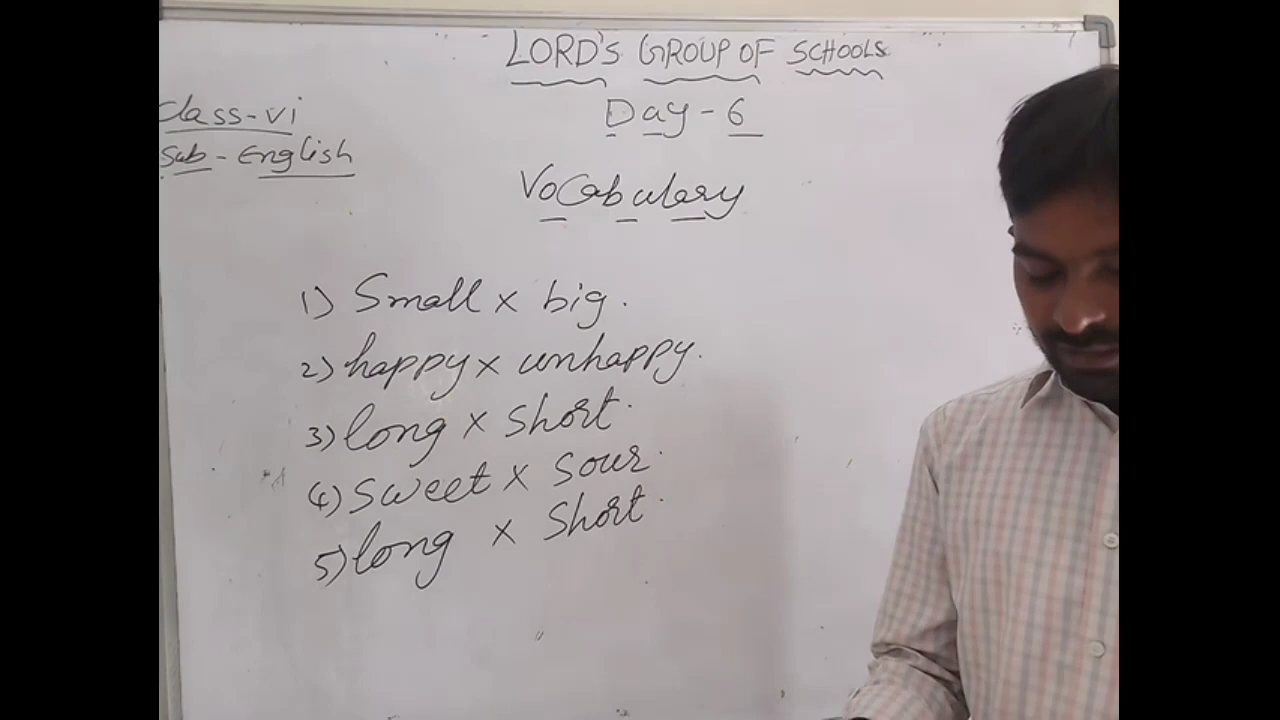 LORD'S GROUP OF SCHOOLS
Day - 6
Class - VI
Sub - English
Vocabulary
1) Small x big.
2) happy x unhappy.
3) long x short.
4) sweet x sour.
5) long x short.